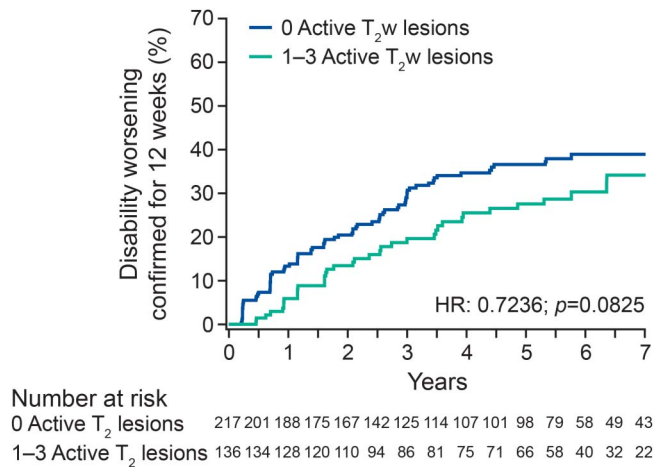 Disability worsening
confirmed for 12 weeks (%)
70
60
50
40
30
20
10
0
0 Active T₂w lesions
1–3 Active T₂w lesions
HR: 0.7236; p=0.0825
0 1 2 3 4 5 6 7
Years
Number at risk
0 Active T₂ lesions 217 201 188 175 167 142 125 114 107 101 98 79 58 49 43
1–3 Active T₂ lesions 136 134 128 120 110 94 86 81 75 71 66 58 40 32 22